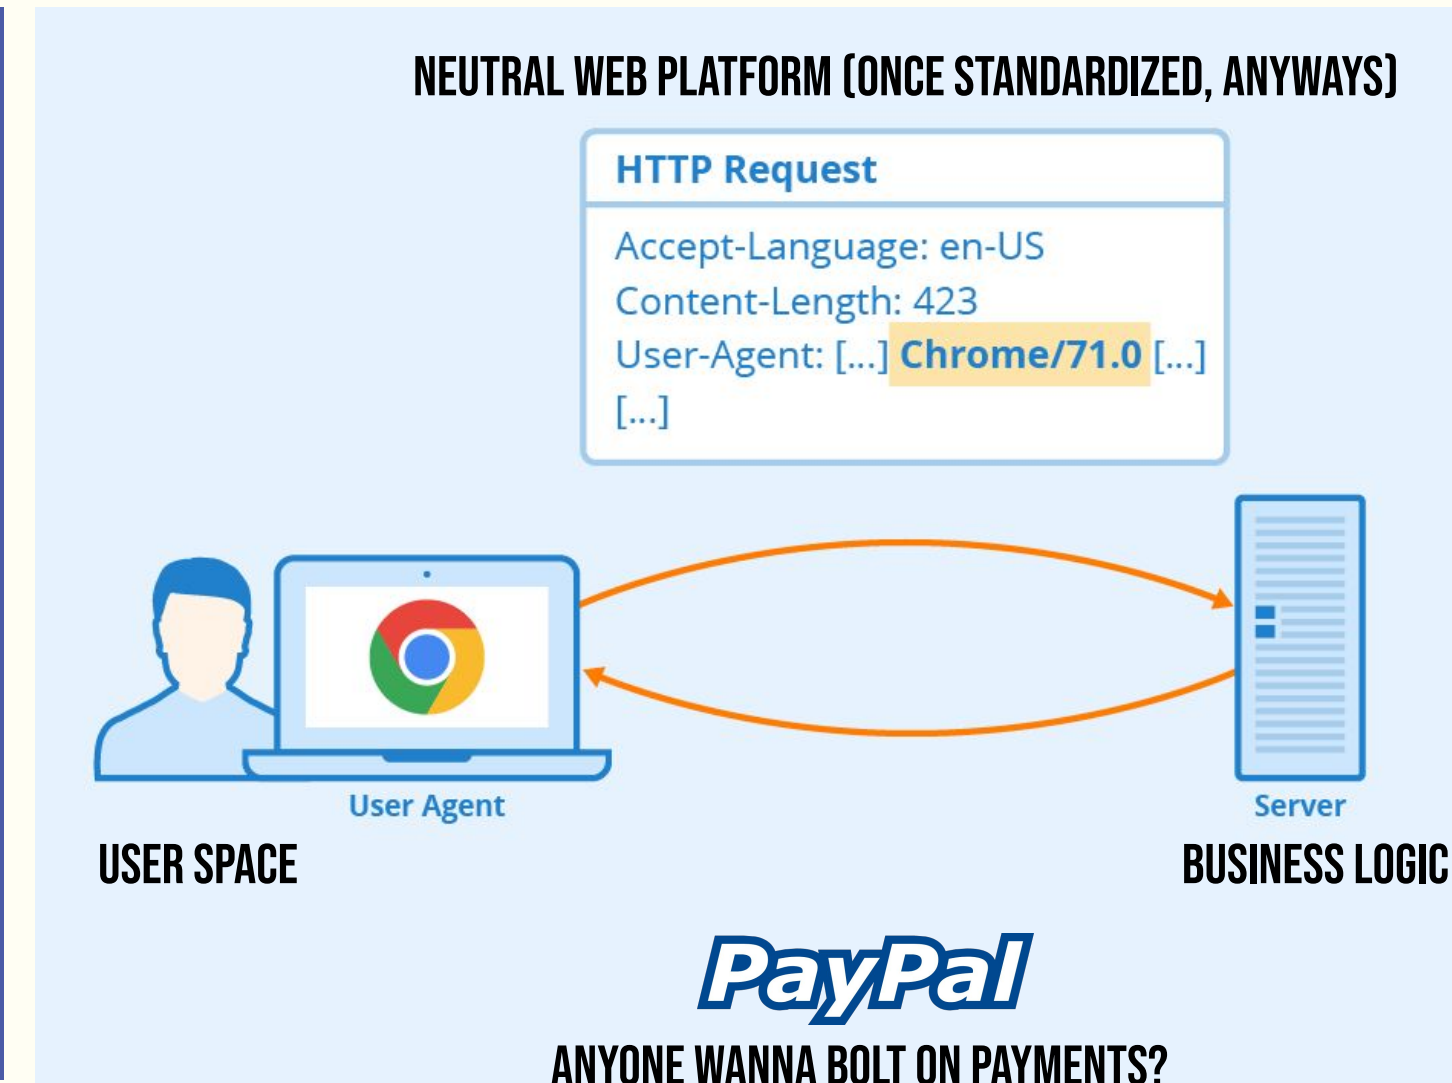 NEUTRAL WEB PLATFORM (ONCE STANDARDIZED, ANYWAYS)
HTTP Request
Accept-Language: en-US
Content-Length: 423
User-Agent: [...] Chrome/71.0 [...]
[...]
User Agent
Server
USER SPACE
BUSINESS LOGIC
PayPal
ANYONE WANNA BOLT ON PAYMENTS?